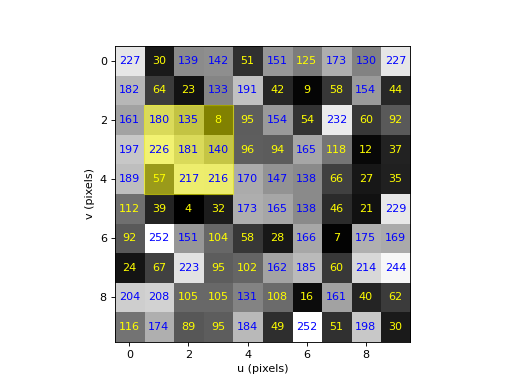 0 227 30 139 142 51 151 125 173 130 227
182 64 23 133 191 42 9 58 154 44
2 161 180 135 8 95 154 54 232 60 92
197 226 181 140 96 94 165 118 12 37
4 189 57 217 216 170 147 138 66 27 35
112 39 4 32 173 165 138 46 21 229
6 92 252 151 104 58 28 166 7 175 169
24 67 223 95 102 162 185 60 214 244
8 204 208 105 105 131 108 16 161 40 62
116 174 89 95 184 49 252 51 198 30
0 2 4 6 8
u (pixels)
v (pixels)